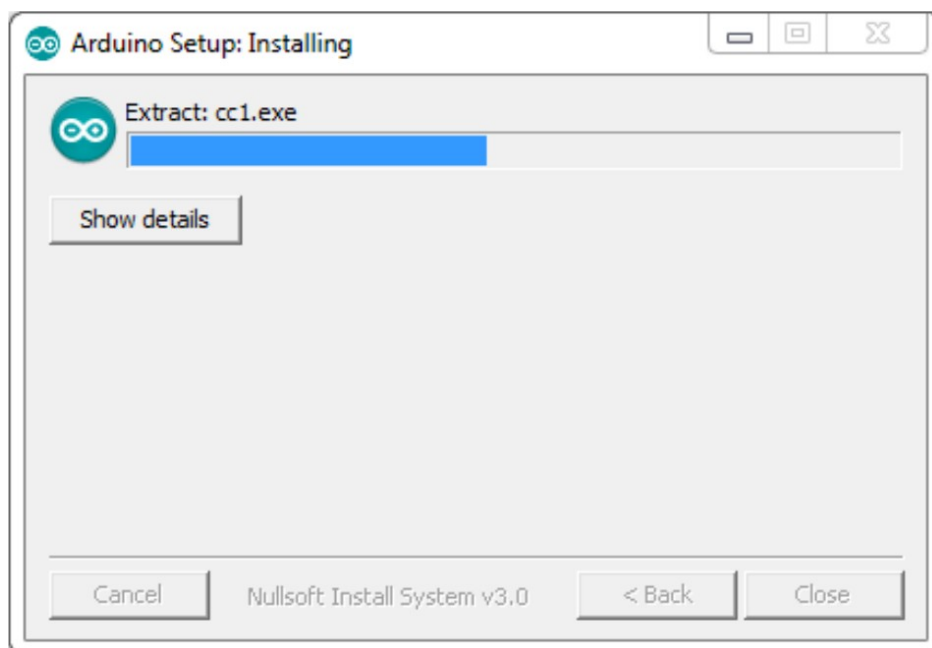 Arduino Setup: Installing
Extract: cc1.exe
Show details
Cancel
Nullsoft Install System v3.0
< Back
Close